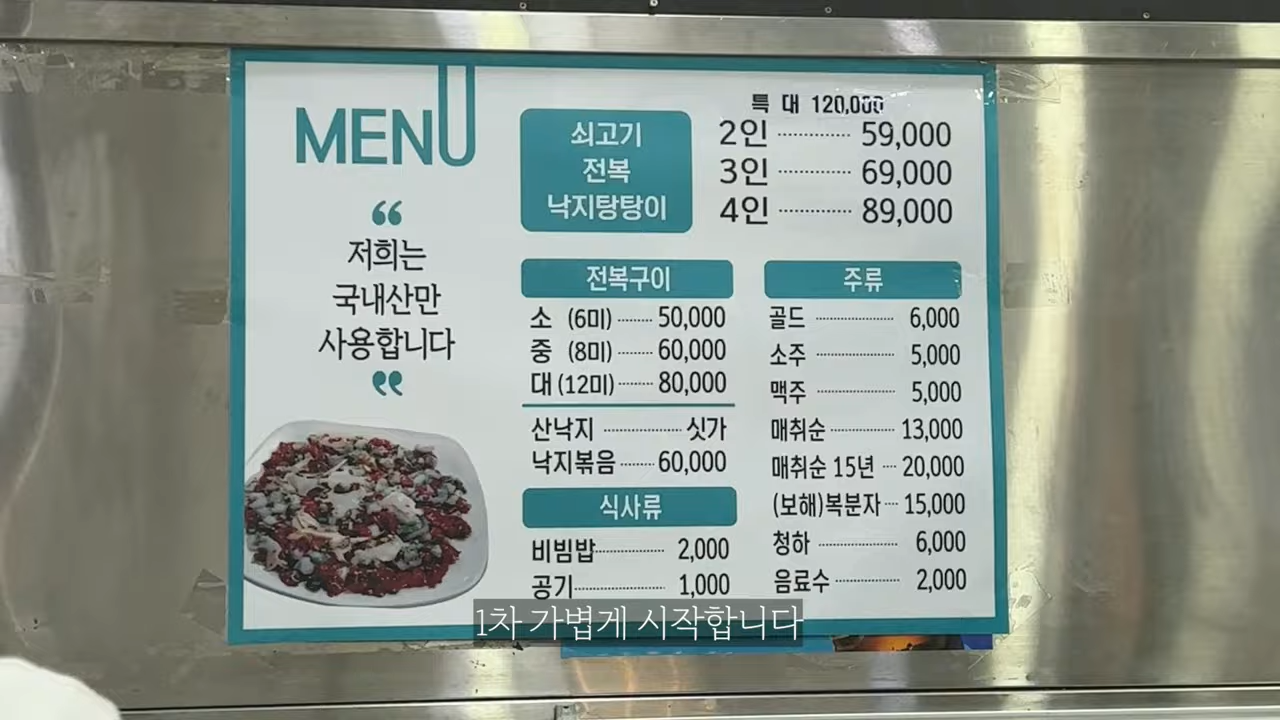 MENU
“
저희는
국내산만
사용합니다
”
쇠고기
전복
낙지탕탕이
특 대 120,000
2인 59,000
3인 69,000
4인 89,000
전복구이
소 (6미) 50,000
중 (8미) 60,000
대 (12미) 80,000
산낙지 싯가
낙지볶음 60,000
식사류
비빔밥 2,000
공기 1,000
주류
골드 6,000
소주 5,000
맥주 5,000
매취순 13,000
매취순 15년 20,000
(보해)복분자 15,000
청하 6,000
음료수 2,000
1차 가볍게 시작합니다